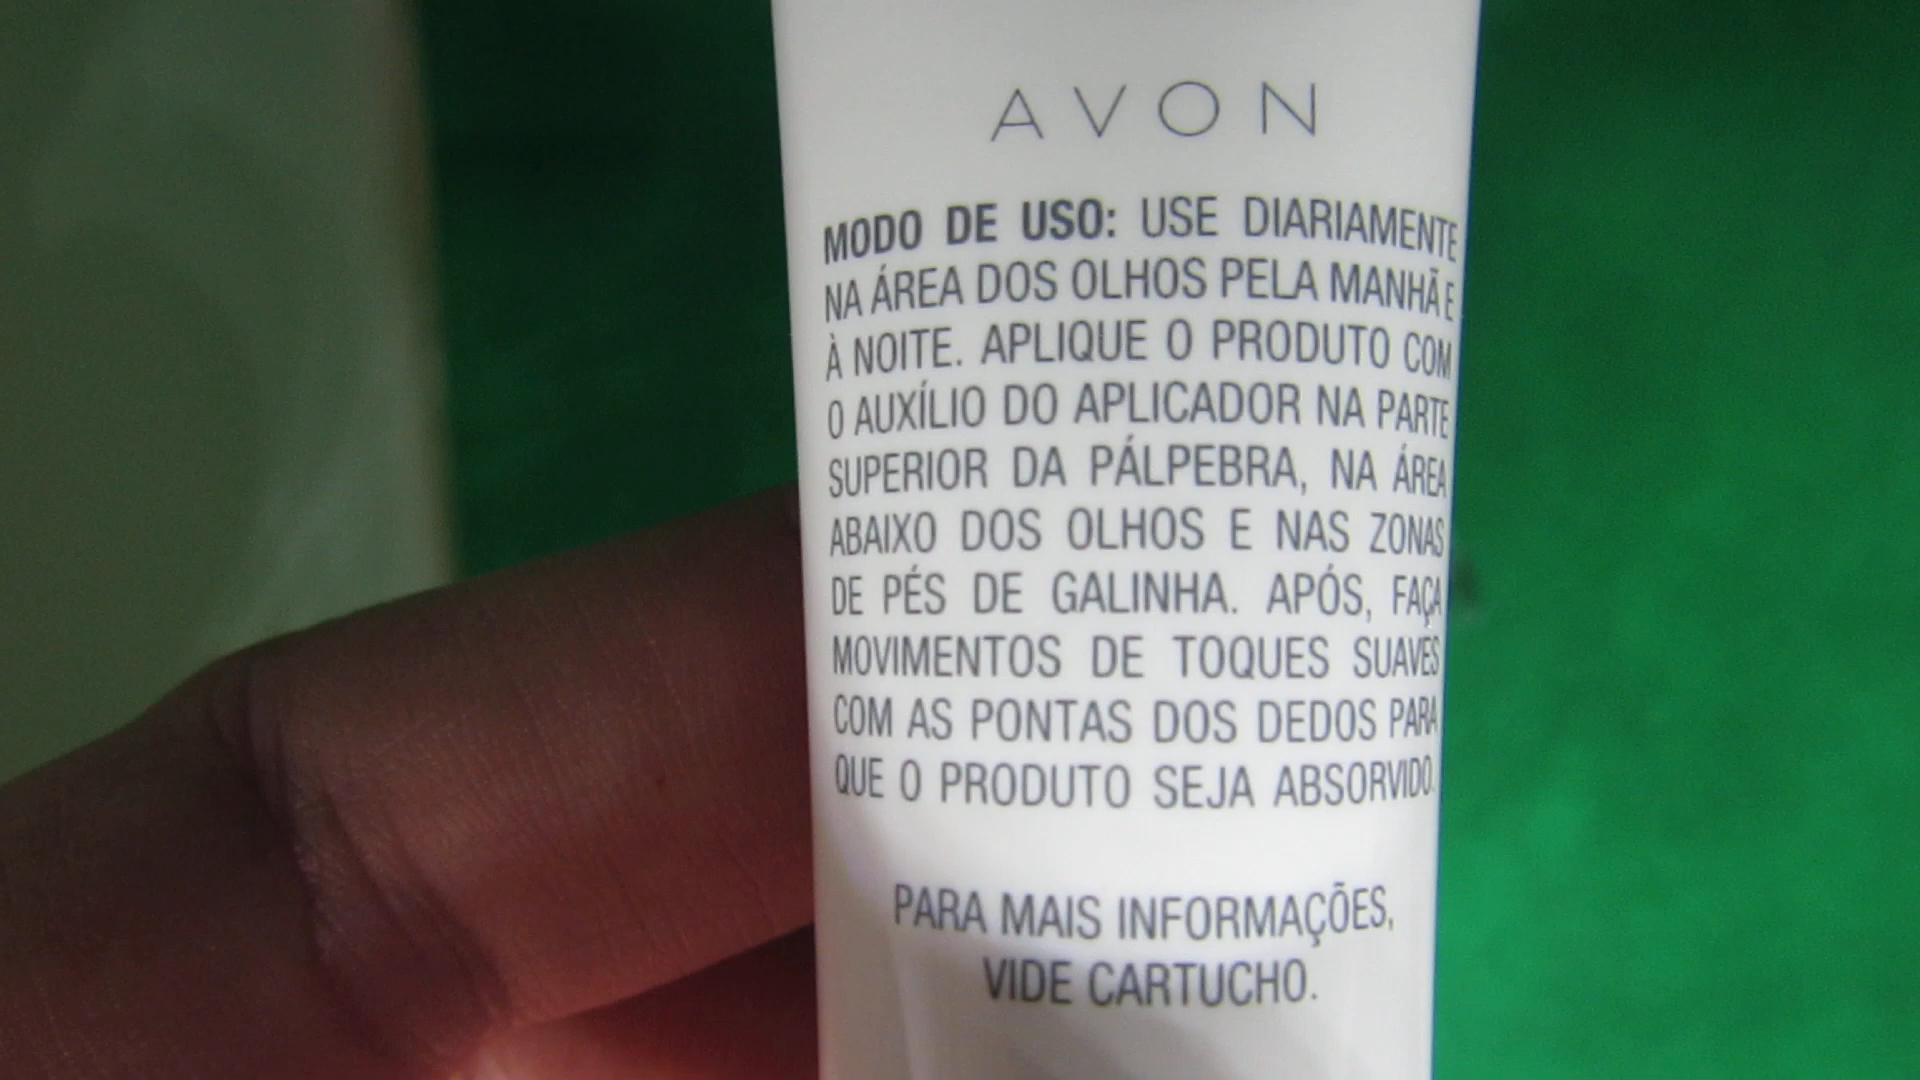 AVON
MODO DE USO: USE DIARIAMENTE
NA ÁREA DOS OLHOS PELA MANHÃ E
À NOITE. APLIQUE O PRODUTO COM
O AUXÍLIO DO APLICADOR NA PARTE
SUPERIOR DA PÁLPEBRA, NA ÁREA
ABAIXO DOS OLHOS E NAS ZONAS
DE PÉS DE GALINHA. APÓS, FAÇA
MOVIMENTOS DE TOQUES SUAVES
COM AS PONTAS DOS DEDOS PARA
QUE O PRODUTO SEJA ABSORVIDO.
PARA MAIS INFORMAÇÕES,
VIDE CARTUCHO.